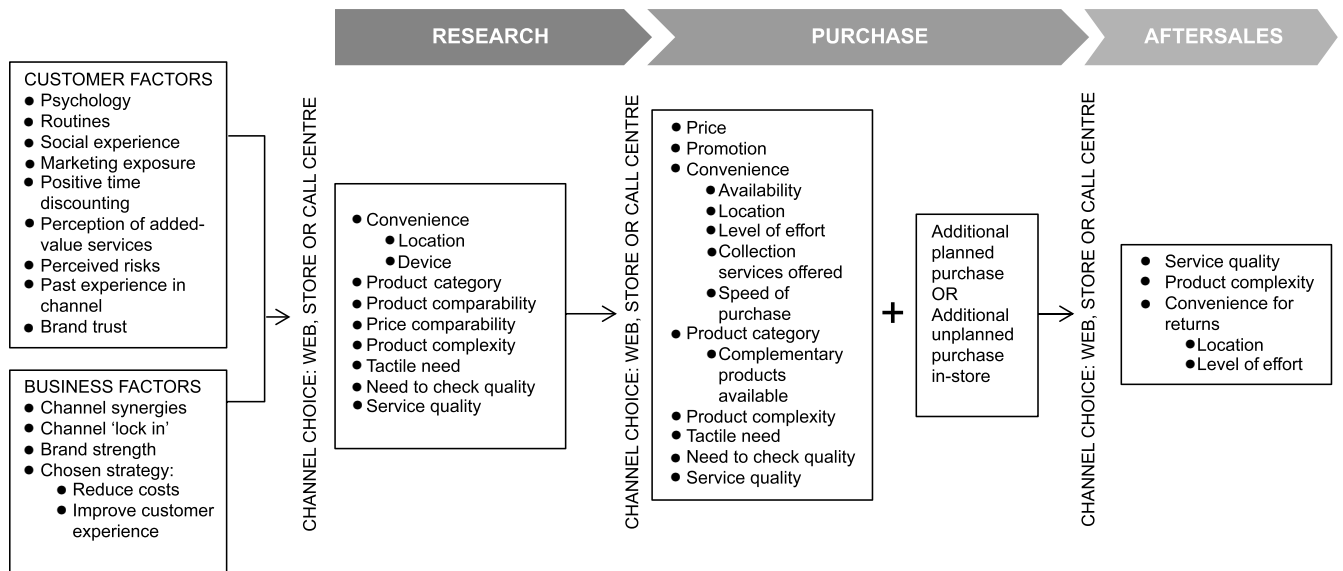 RESEARCH
PURCHASE
AFTERSALES
CUSTOMER FACTORS
● Psychology
● Routines
● Social experience
● Marketing exposure
● Positive time
discounting
● Perception of added-
value services
● Perceived risks
● Past experience in
channel
● Brand trust
BUSINESS FACTORS
● Channel synergies
● Channel ‘lock in’
● Brand strength
● Chosen strategy:
● Reduce costs
● Improve customer
experience
CHANNEL CHOICE: WEB, STORE OR CALL CENTRE
● Convenience
● Location
● Device
● Product category
● Product comparability
● Price comparability
● Product complexity
● Tactile need
● Need to check quality
● Service quality
CHANNEL CHOICE: WEB, STORE OR CALL CENTRE
● Price
● Promotion
● Convenience
● Availability
● Location
● Level of effort
● Collection
services offered
● Speed of
purchase
● Product category
● Complementary
products
available
● Product complexity
● Tactile need
● Need to check quality
● Service quality
+
Additional
planned
purchase
OR
Additional
unplanned
purchase
in-store
CHANNEL CHOICE: WEB, STORE OR CALL CENTRE
● Service quality
● Product complexity
● Convenience for
returns
● Location
● Level of effort